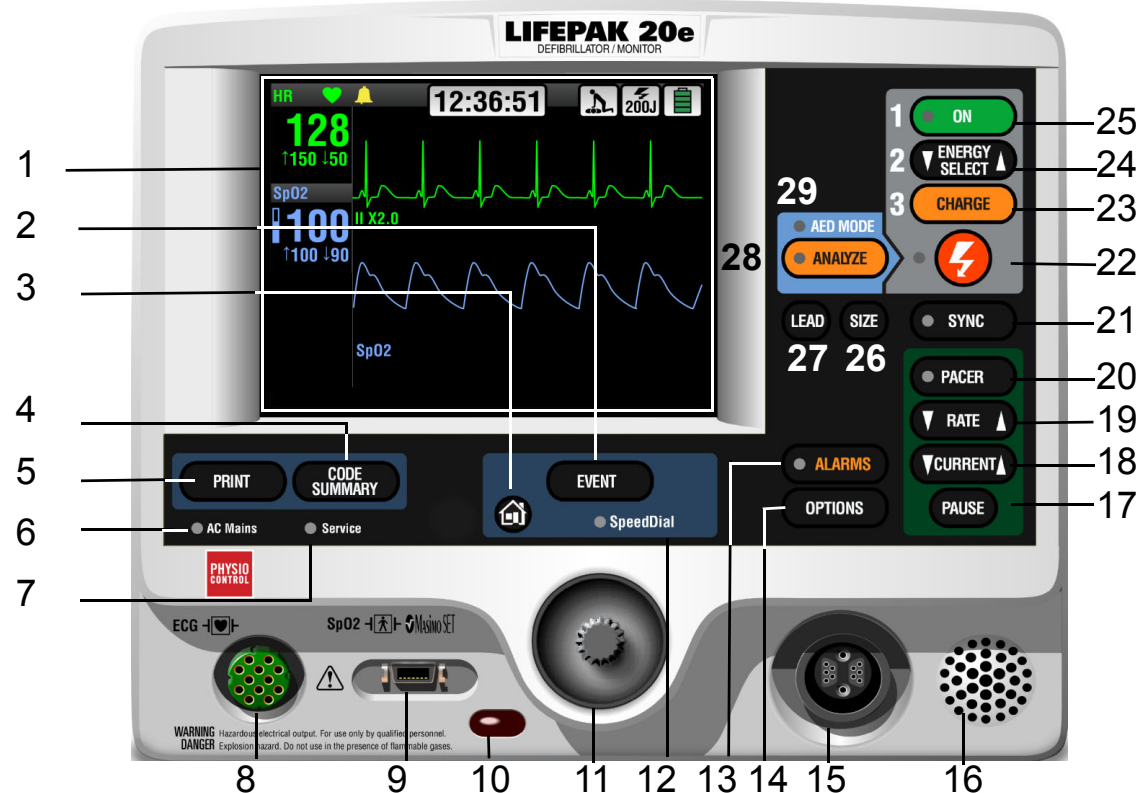 LIFEPAK 20e
DEFIBRILLATOR / MONITOR
HR
12:36:51
200J
128
↑150 ↓50
SpO2
II X2.0
100
↑100 ↓90
SpO2
1
2
3
4
5
6
7
1 ON
2 ENERGY
SELECT
3 CHARGE
29
AED MODE
28
ANALYZE
LEAD
SIZE
SYNC
27
26
PACER
RATE
CURRENT
PAUSE
ALARMS
OPTIONS
25
24
23
22
21
20
19
18
17
PRINT
CODE
SUMMARY
EVENT
AC Mains
Service
SpeedDial
PHYSIO
CONTROL
ECG
SpO2
Masimo SET
WARNING Hazardous electrical output. For use only by qualified personnel.
DANGER Explosion hazard. Do not use in the presence of flammable gases.
8
9
10
11
12
13
14
15
16